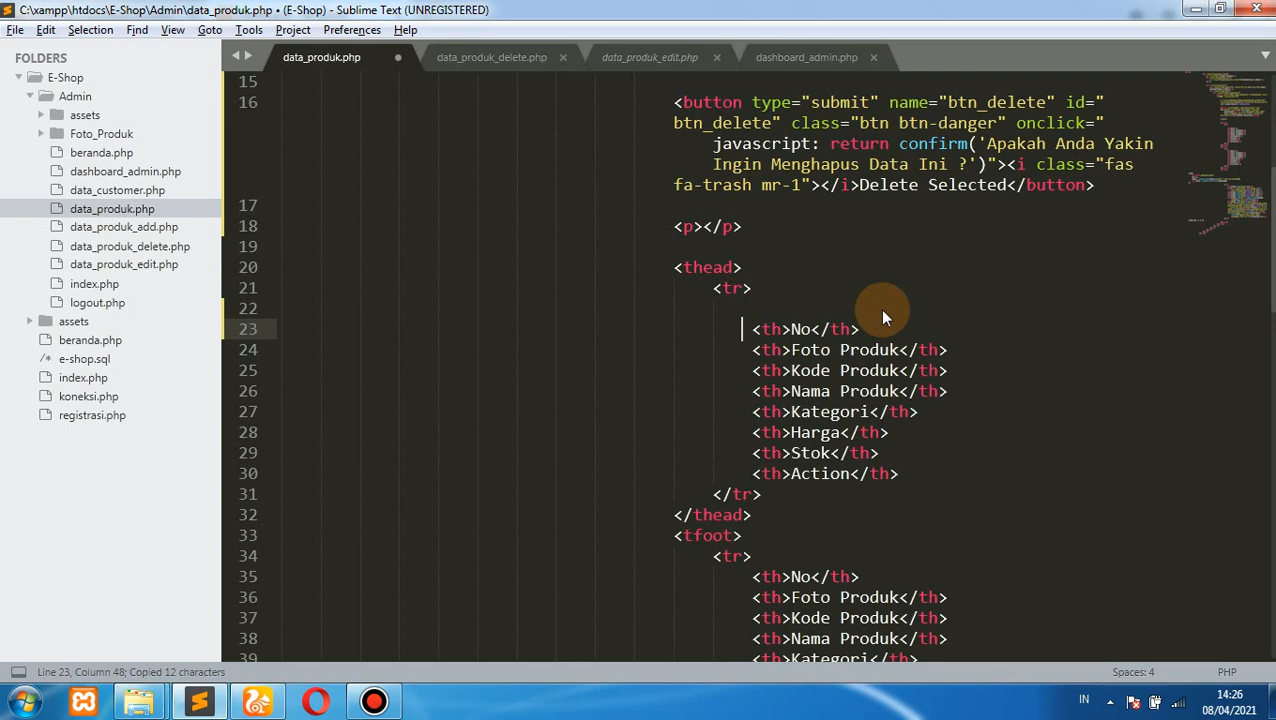 C:\xampp\htdocs\E-Shop\Admin\data_produk.php • (E-Shop) - Sublime Text (UNREGISTERED)
File Edit Selection Find View Goto Tools Project Preferences Help
FOLDERS
E-Shop
Admin
assets
Foto_Produk
beranda.php
dashboard_admin.php
data_customer.php
data_produk.php
data_produk_add.php
data_produk_delete.php
data_produk_edit.php
index.php
logout.php
assets
beranda.php
e-shop.sql
index.php
koneksi.php
registrasi.php
data_produk.php data_produk_delete.php data_produk_edit.php dashboard_admin.php
15
16 <button type="submit" name="btn_delete" id="
btn_delete" class="btn btn-danger" onclick="
javascript: return confirm('Apakah Anda Yakin
Ingin Menghapus Data Ini ?')"><i class="fas
fa-trash mr-1"></i>Delete Selected</button>
17
18 <p></p>
19
20 <thead>
21 <tr>
22
23 <th>No</th>
24 <th>Foto Produk</th>
25 <th>Kode Produk</th>
26 <th>Nama Produk</th>
27 <th>Kategori</th>
28 <th>Harga</th>
29 <th>Stok</th>
30 <th>Action</th>
31 </tr>
32 </thead>
33 <tfoot>
34 <tr>
35 <th>No</th>
36 <th>Foto Produk</th>
37 <th>Kode Produk</th>
38 <th>Nama Produk</th>
39 <th>Kategori</th>
Line 23, Column 48; Copied 12 characters Spaces: 4 PHP
IN 14:26
08/04/2021